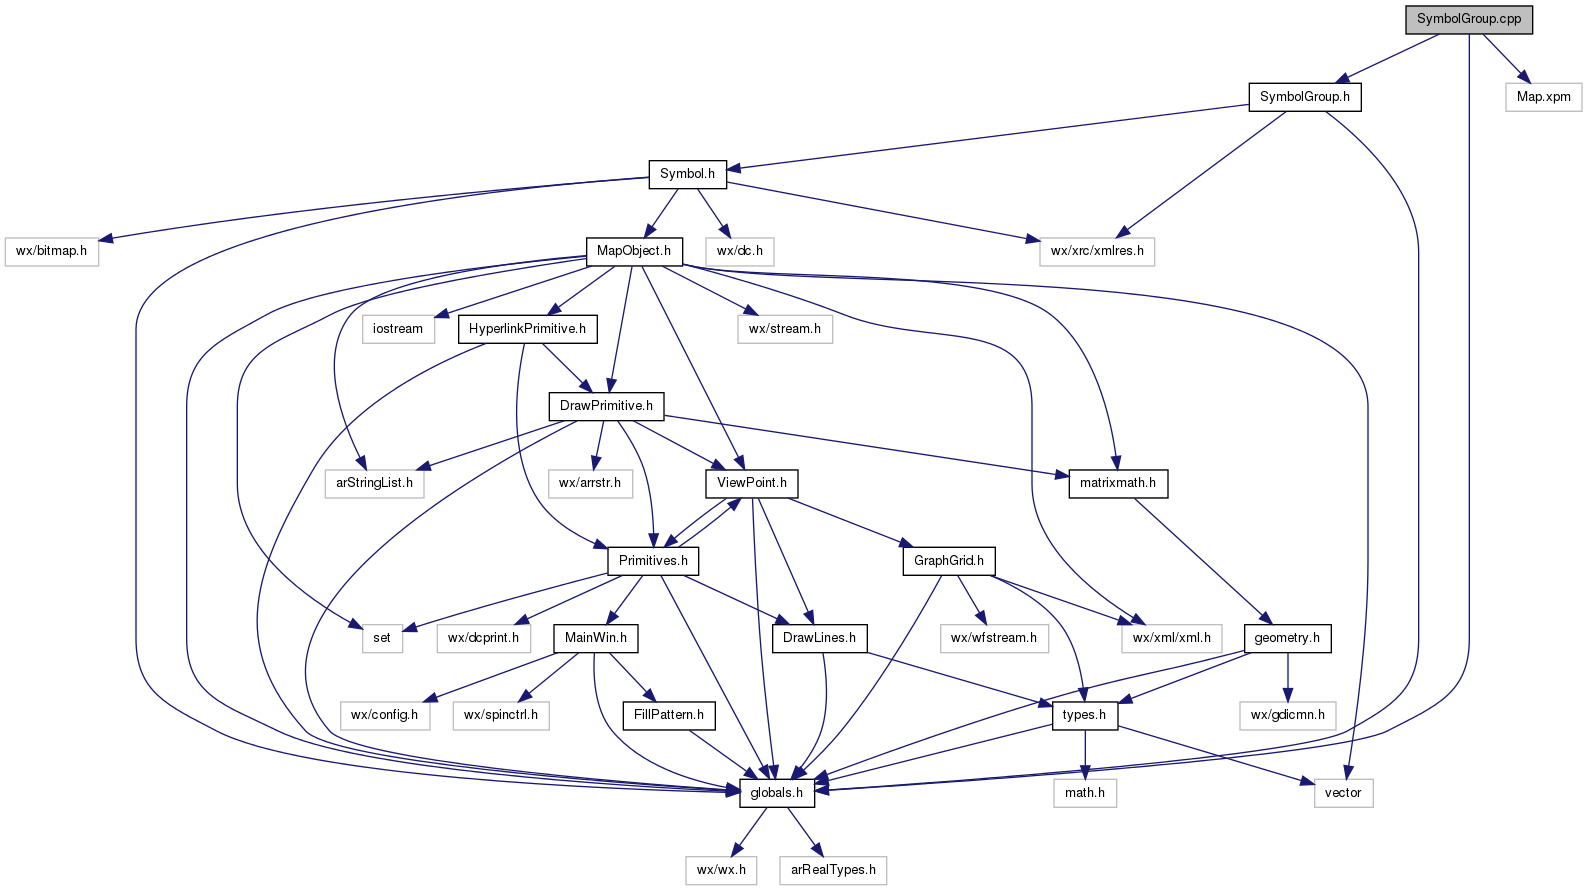 SymbolGroup.cpp
SymbolGroup.h
Map.xpm
Symbol.h
wx/bitmap.h
MapObject.h
wx/dc.h
wx/xrc/xmlres.h
iostream
HyperlinkPrimitive.h
wx/stream.h
DrawPrimitive.h
arStringList.h
wx/arrstr.h
ViewPoint.h
matrixmath.h
Primitives.h
GraphGrid.h
set
wx/dcprint.h
MainWin.h
DrawLines.h
wx/wfstream.h
wx/xml/xml.h
geometry.h
wx/config.h
wx/spinctrl.h
FillPattern.h
types.h
wx/gdicmn.h
globals.h
math.h
vector
wx/wx.h
arRealTypes.h